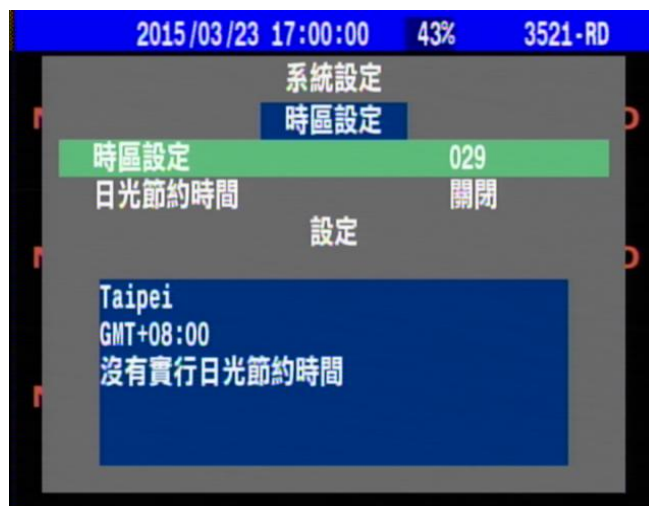 2015/03/23 17:00:00 43% 3521-RD
系統設定
時區設定
時區設定 029
日光節約時間 關閉
設定
Taipei
GMT+08:00
沒有實行日光節約時間